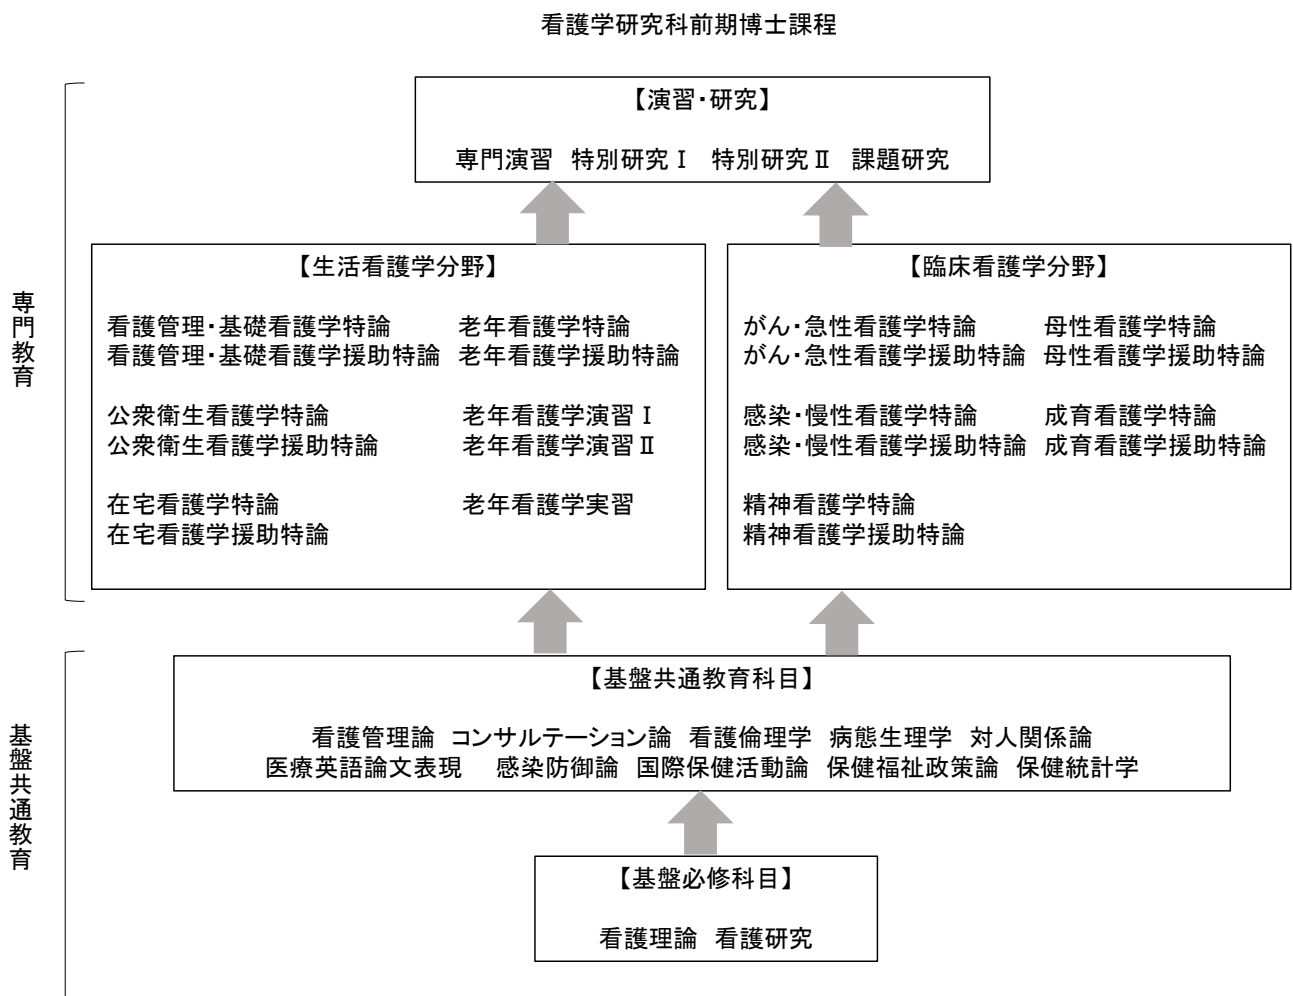 看護学研究科前期博士課程
専門教育
【演習・研究】
専門演習 特別研究Ⅰ 特別研究Ⅱ 課題研究
【生活看護学分野】
看護管理・基礎看護学特論 老年看護学特論
看護管理・基礎看護学援助特論 老年看護学援助特論
公衆衛生看護学特論 老年看護学演習Ⅰ
公衆衛生看護学援助特論 老年看護学演習Ⅱ
在宅看護学特論 老年看護学実習
在宅看護学援助特論
【臨床看護学分野】
がん・急性看護学特論 母性看護学特論
がん・急性看護学援助特論 母性看護学援助特論
感染・慢性看護学特論 成育看護学特論
感染・慢性看護学援助特論 成育看護学援助特論
精神看護学特論
精神看護学援助特論
基盤共通教育
【基盤共通教育科目】
看護管理論 コンサルテーション論 看護倫理学 病態生理学 対人関係論
医療英語論文表現 感染防御論 国際保健活動論 保健福祉政策論 保健統計学
【基盤必修科目】
看護理論 看護研究